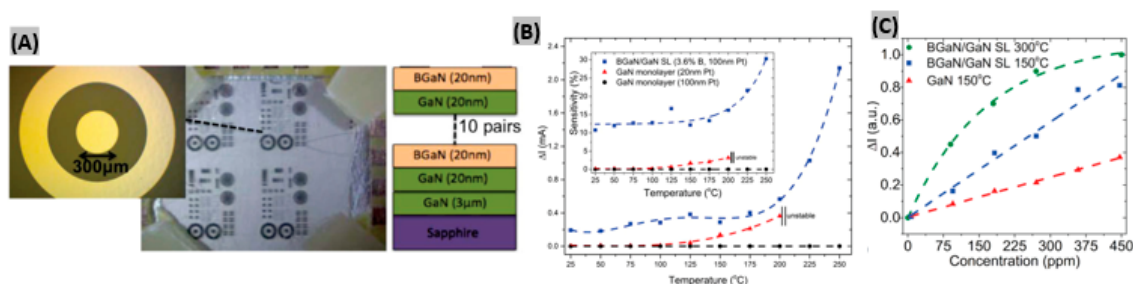 (A)
300µm
BGaN (20nm)
GaN (20nm)
10 pairs
BGaN (20nm)
GaN (20nm)
GaN (3µm)
Sapphire
(B)
ΔI (mA)
2.4
2.0
1.6
1.2
0.8
0.4
0.0
Sensitivity (%)
35
30
25
20
15
10
5
0
BGaN/GaN SL (3.6% B, 100nm Pt)
GaN monolayer (20nm Pt)
GaN monolayer (100nm Pt)
unstable
25 50 75 100 125 150 175 200 225 250
Temperature (°C)
unstable
25 50 75 100 125 150 175 200 225 250
Temperature (°C)
(C)
ΔI (a.u.)
1.0
0.8
0.6
0.4
0.2
0.0
BGaN/GaN SL 300°C
BGaN/GaN SL 150°C
GaN 150°C
0 75 150 225 300 375 450
Concentration (ppm)